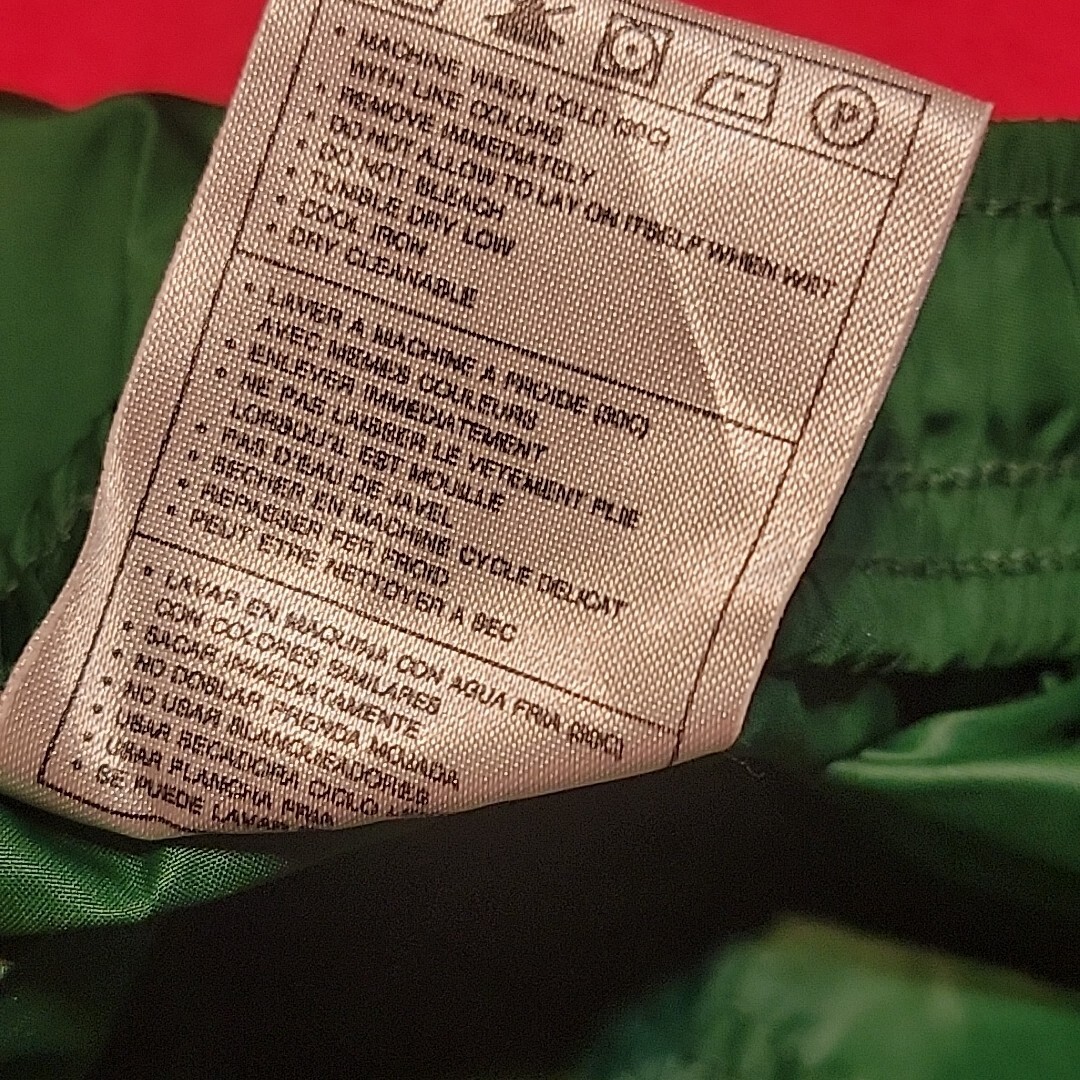 P
• MACHINE WASH COLD (30C)
WITH LIKE COLORS
• REMOVE IMMEDIATELY
• DO NOT ALLOW TO LAY ON ITSELF WHEN WET
• DO NOT BLEACH
• TUMBLE DRY LOW
• COOL IRON
• DRY CLEANABLE
• LAVER A MACHINE A FROIDE (30C)
AVEC MEMES COULEURS
• ENLEVER IMMEDIATEMENT
• NE PAS LAISSER LE VETEMENT PLIE
LORSQU'IL EST MOUILLE
• PAS D'EAU DE JAVEL
• SECHER EN MACHINE CYCLE DELICAT
• REPASSER FER FROID
• PEUT ETRE NETTOYER A SEC
• LAVAR EN MAQUINA CON AGUA FRIA (30C)
CON COLORES SIMILARES
• SACAR INMEDIATAMENTE
• NO DOBLAR PRENDA MOJADA
• NO USAR BLANQUEADORES
• USAR SECADORA CICLO
• USAR PLANCHA FRIA
• SE PUEDE LAVAR